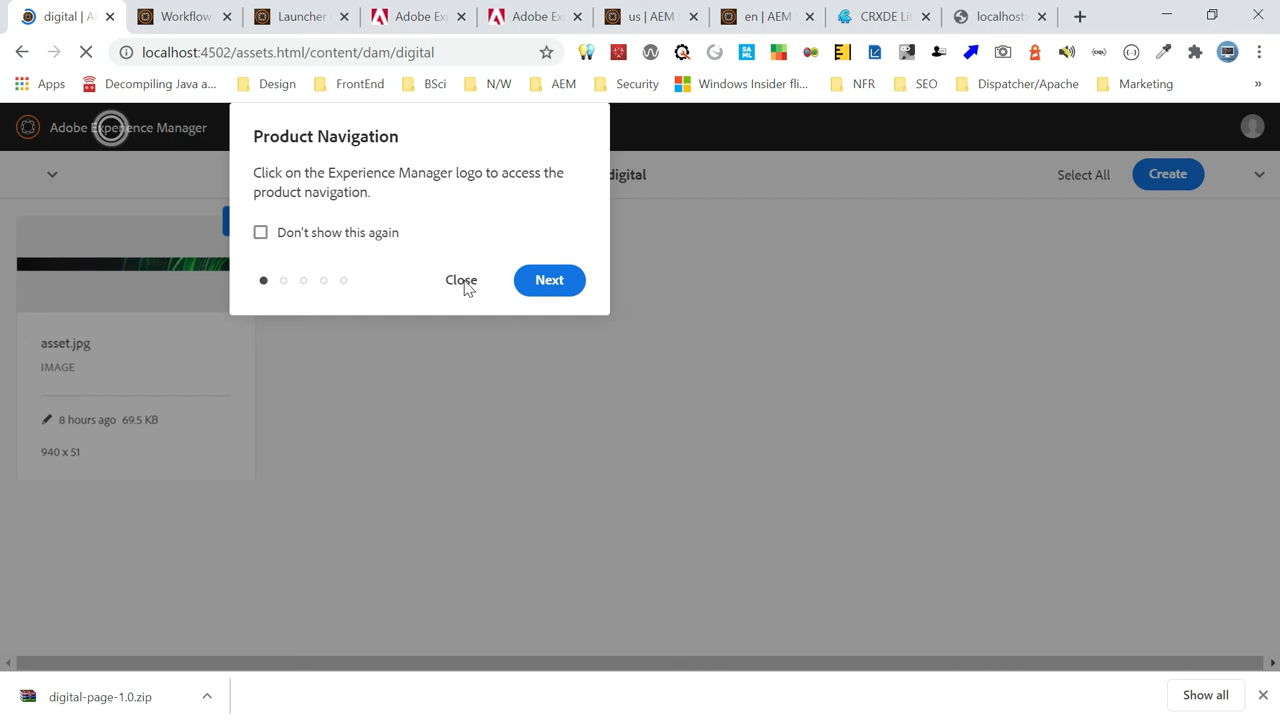 digital | A
Workflow
Launcher
Adobe Ex
Adobe Ex
us | AEM
en | AEM
CRXDE Li
localhost:
localhost:4502/assets.html/content/dam/digital
Apps
Decompiling Java a...
Design
FrontEnd
BSci
N/W
AEM
Security
Windows Insider fli...
NFR
SEO
Dispatcher/Apache
Marketing
»
Adobe Experience Manager
Product Navigation
Click on the Experience Manager logo to access the
product navigation.
Don't show this again
Close
Next
digital
Select All
Create
asset.jpg
IMAGE
8 hours ago 69.5 KB
940 x 51
digital-page-1.0.zip
Show all